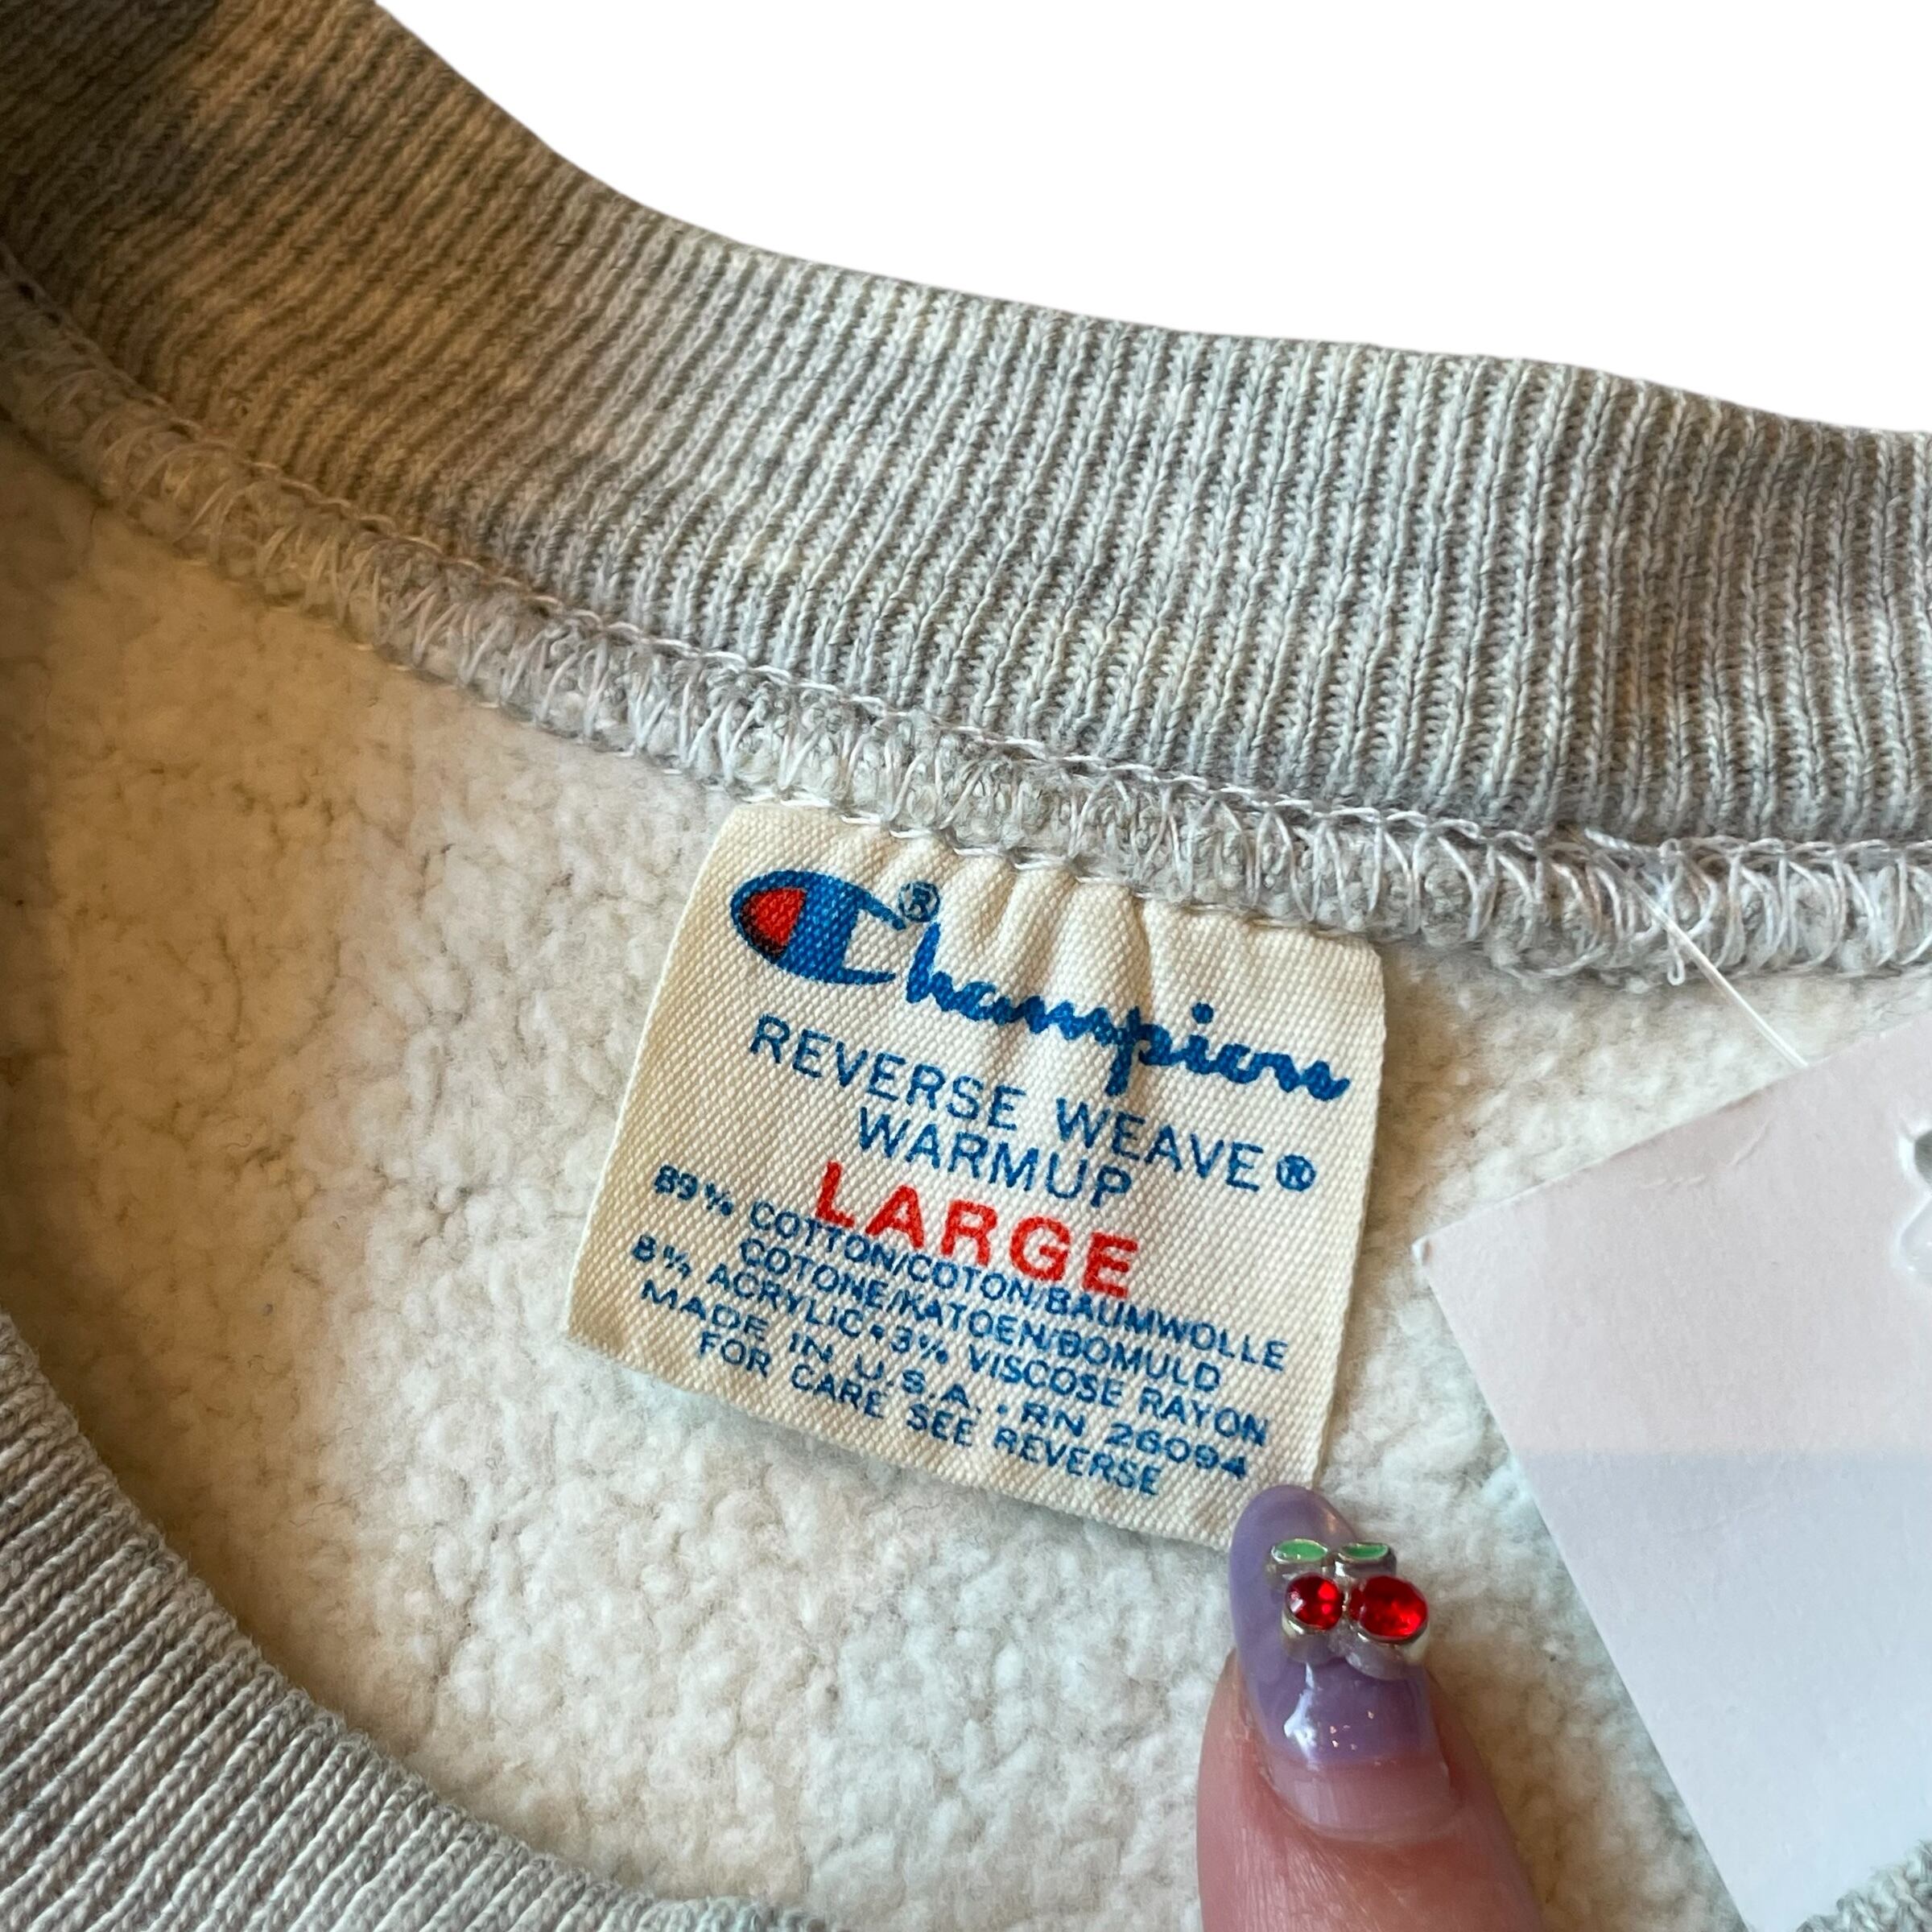 Champion®
REVERSE WEAVE®
WARMUP
LARGE
89% COTTON/COTON/BAUMWOLLE
COTONE/KATOEN/BOMULD
8% ACRYLIC•3% VISCOSE RAYON
MADE IN U.S.A.•RN 26094
FOR CARE SEE REVERSE